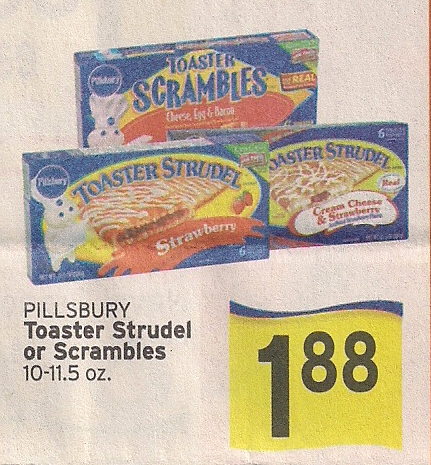 Pillsbury
TOASTER
SCRAMBLES
Cheese, Egg & Bacon
REAL
Pillsbury
TOASTER STRUDEL
Strawberry
6
6
TOASTER STRUDEL
Real
Cream Cheese
& Strawberry
PILLSBURY
Toaster Strudel
or Scrambles
10-11.5 oz.
188